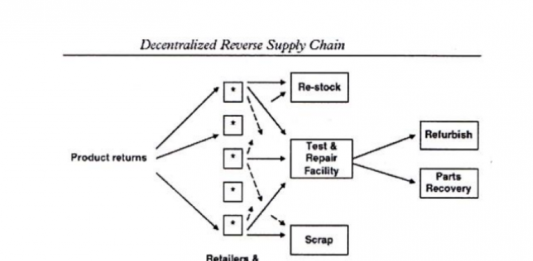 Decentralized Reverse Supply Chain
*
Re-stock
*
Product returns
*
Test &
Repair
Facility
Refurbish
Parts
Recovery
*
*
Scrap
Retailers &